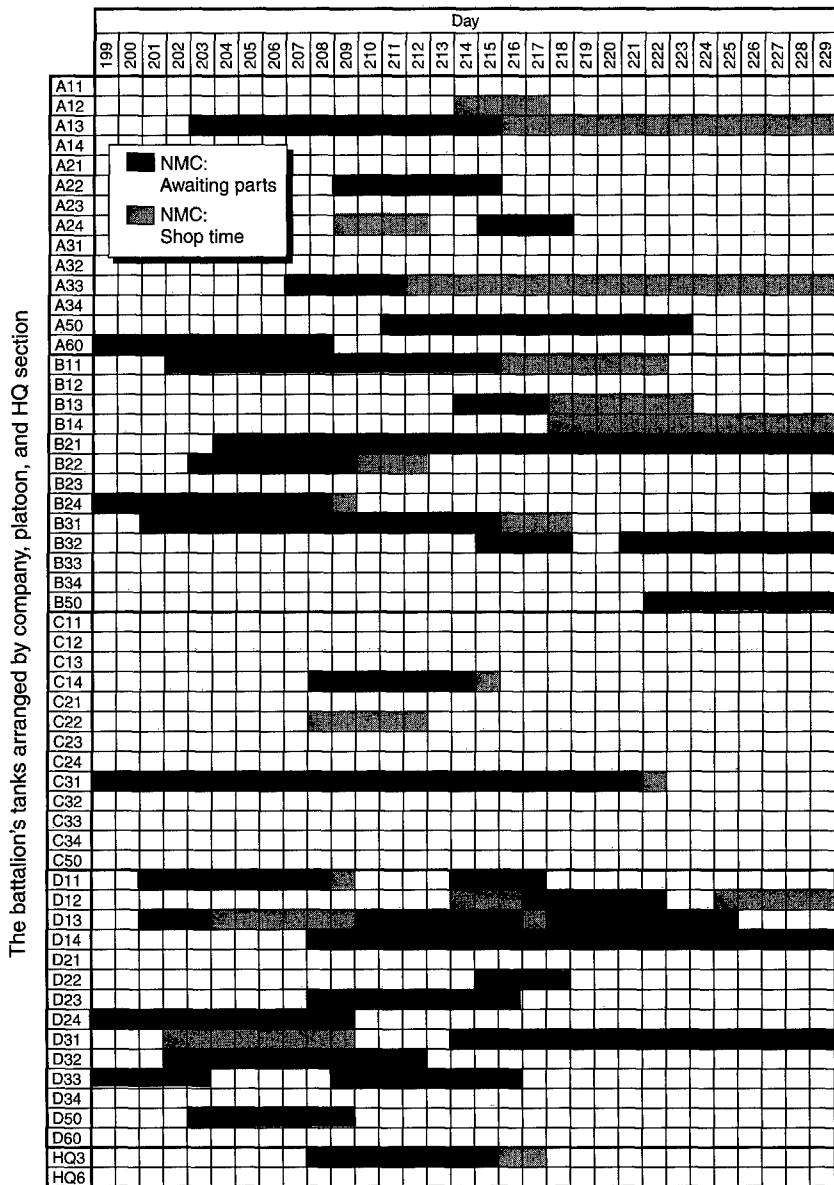 Day
199 200 201 202 203 204 205 206 207 208 209 210 211 212 213 214 215 216 217 218 219 220 221 222 223 224 225 226 227 228 229
The battalion's tanks arranged by company, platoon, and HQ section
A11
A12
A13
A14
A21
A22
A23
A24
A31
A32
A33
A34
A50
A60
B11
B12
B13
B14
B21
B22
B23
B24
B31
B32
B33
B34
B50
C11
C12
C13
C14
C21
C22
C23
C24
C31
C32
C33
C34
C50
D11
D12
D13
D14
D21
D22
D23
D24
D31
D32
D33
D34
D50
D60
HQ3
HQ6
NMC:
Awaiting parts
NMC:
Shop time